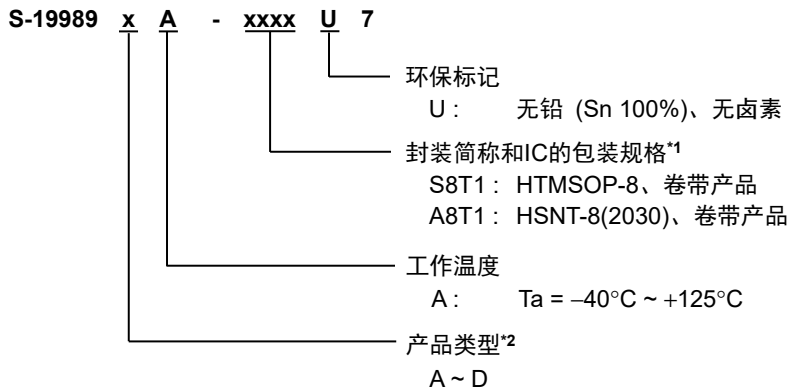 S-19989 x A - xxxx U 7
环保标记
U : 无铅 (Sn 100%)、无卤素
封装简称和IC的包装规格*1
S8T1 : HTMSOP-8、卷带产品
A8T1 : HSNT-8(2030)、卷带产品
工作温度
A : Ta = −40°C ~ +125°C
产品类型*2
A ~ D